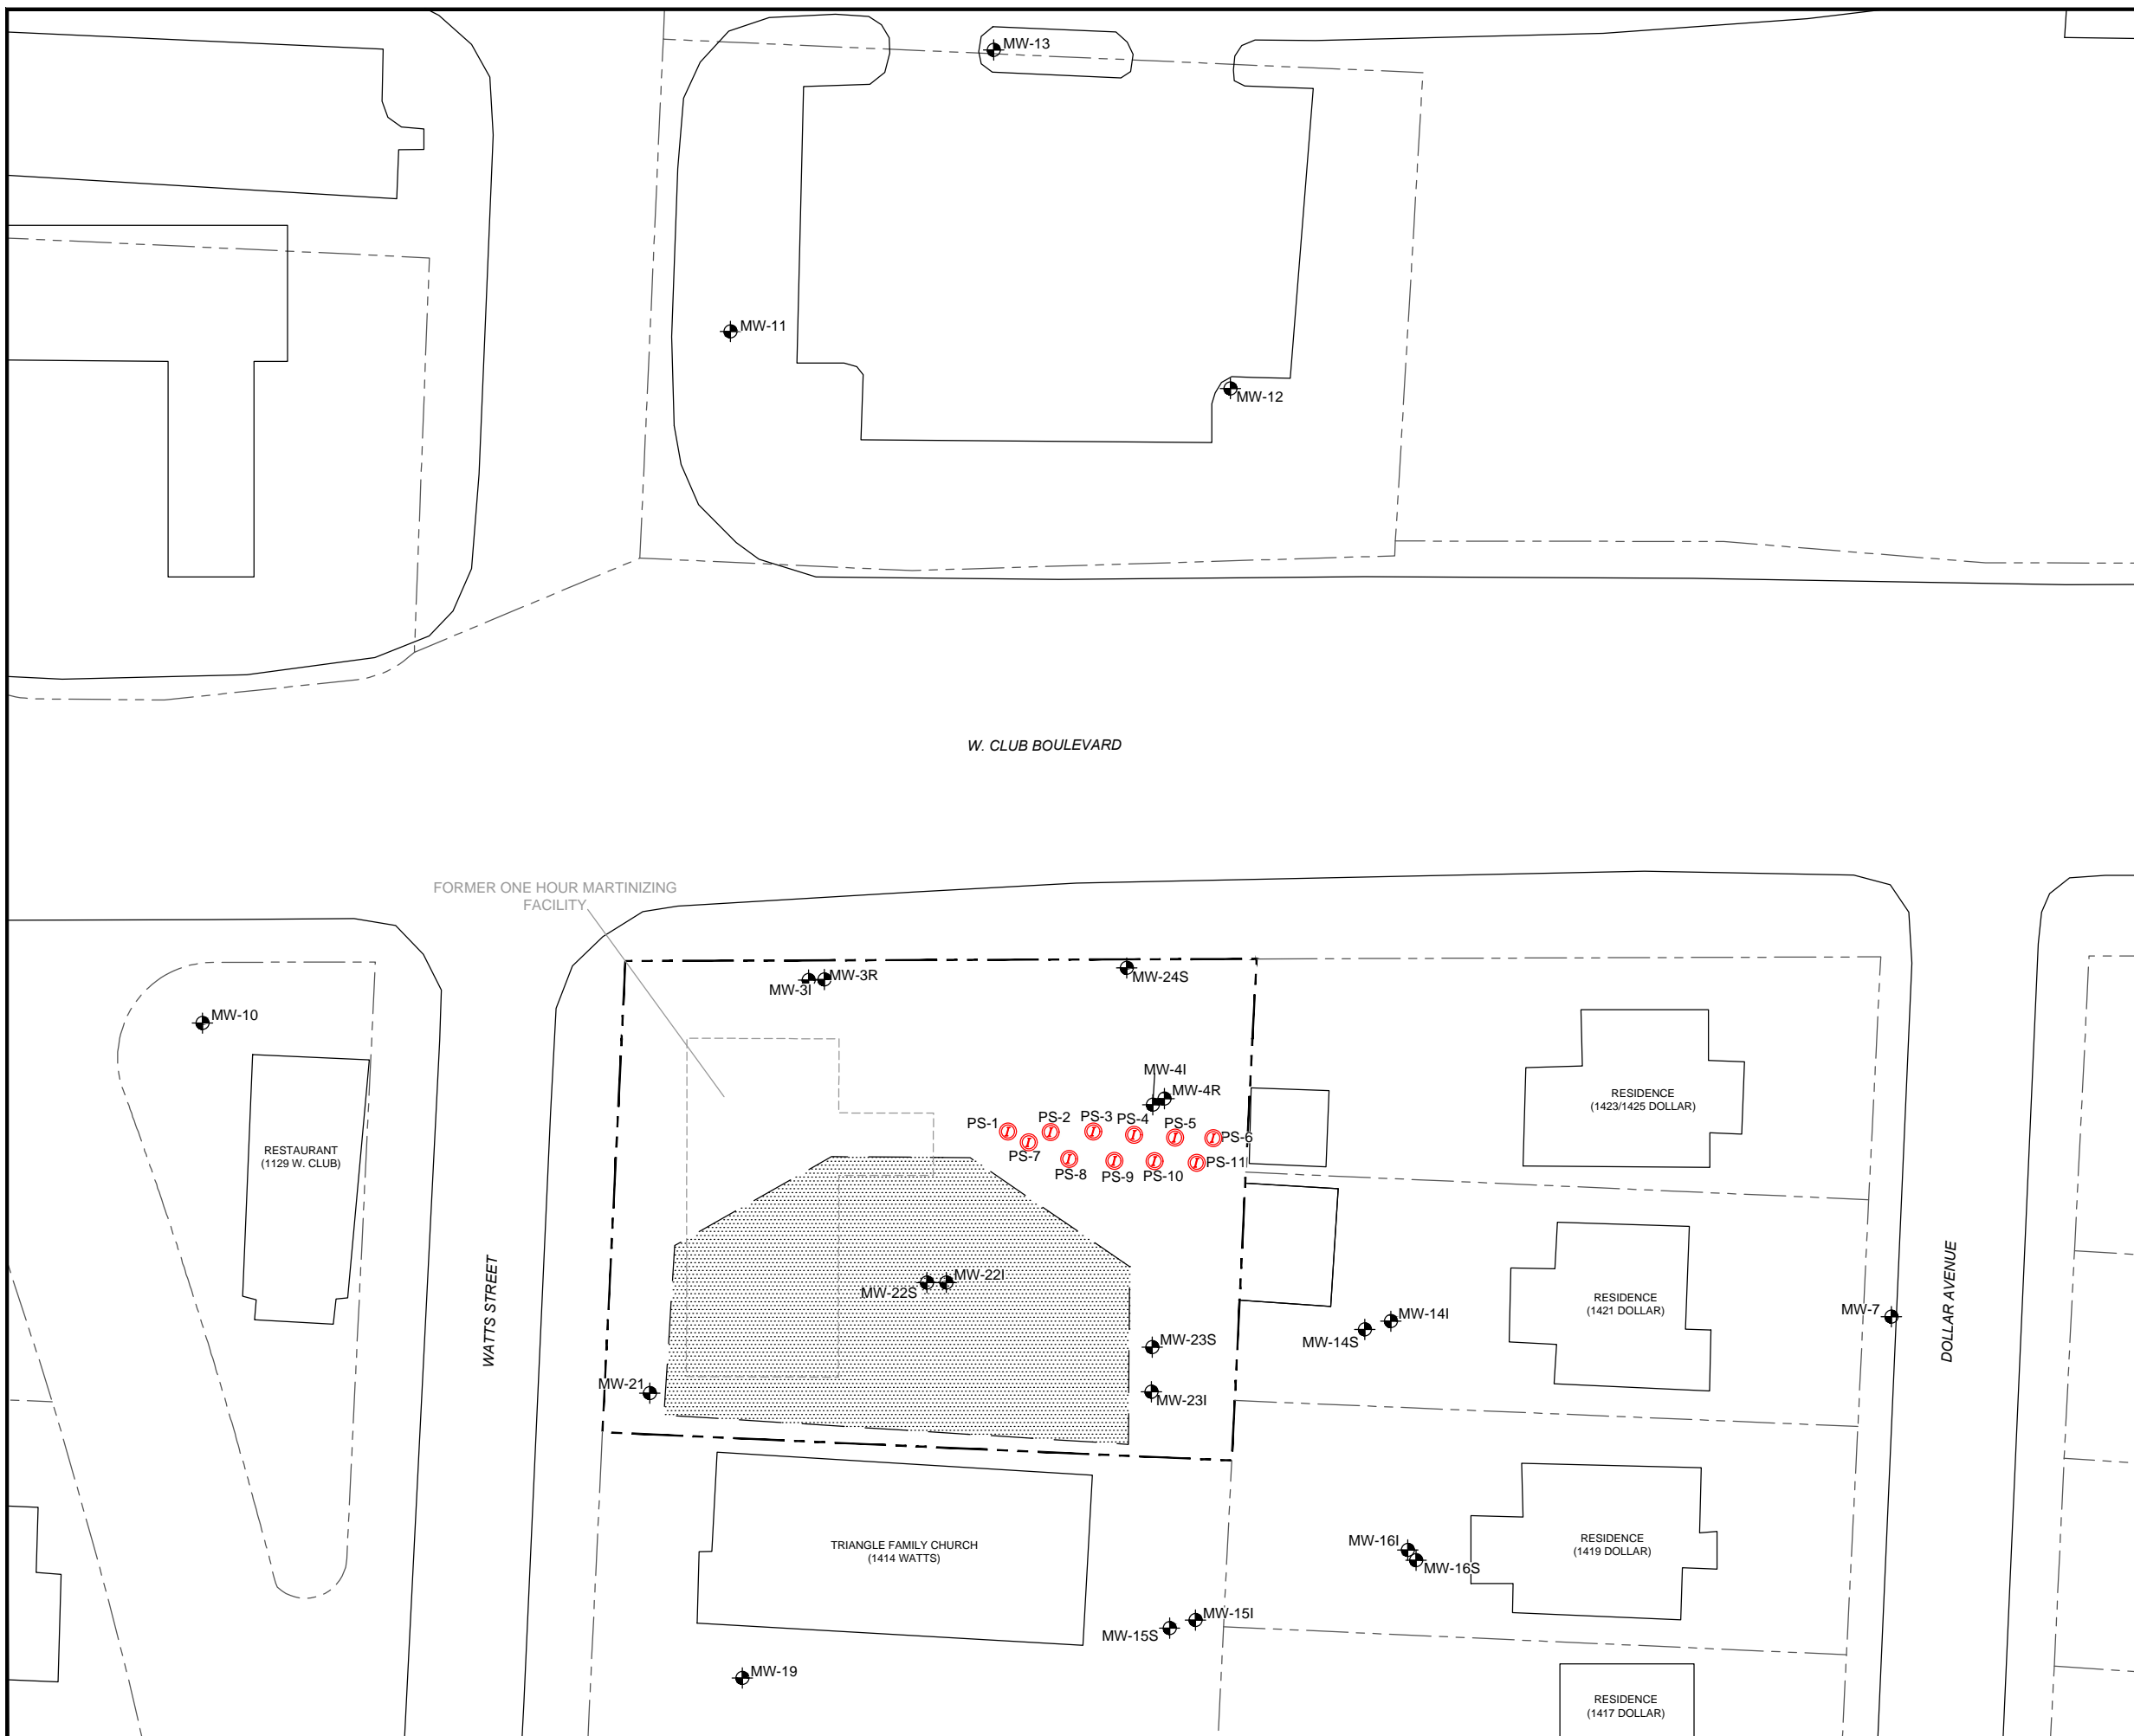 MW-13
MW-11
MW-12
W. CLUB BOULEVARD
FORMER ONE HOUR MARTINIZING
FACILITY
MW-3R
MW-3I
MW-24S
MW-10
MW-4I
MW-4R
RESIDENCE
(1423/1425 DOLLAR)
PS-1
PS-2
PS-3
PS-4
PS-5
PS-6
PS-7
PS-8
PS-9
PS-10
PS-11
RESTAURANT
(1129 W. CLUB)
MW-22S
MW-22I
WATTS STREET
MW-23S
MW-23I
MW-21
MW-14S
MW-14I
RESIDENCE
(1421 DOLLAR)
MW-7
DOLLAR AVENUE
TRIANGLE FAMILY CHURCH
(1414 WATTS)
MW-16I
MW-16S
RESIDENCE
(1419 DOLLAR)
MW-15I
MW-15S
MW-19
RESIDENCE
(1417 DOLLAR)